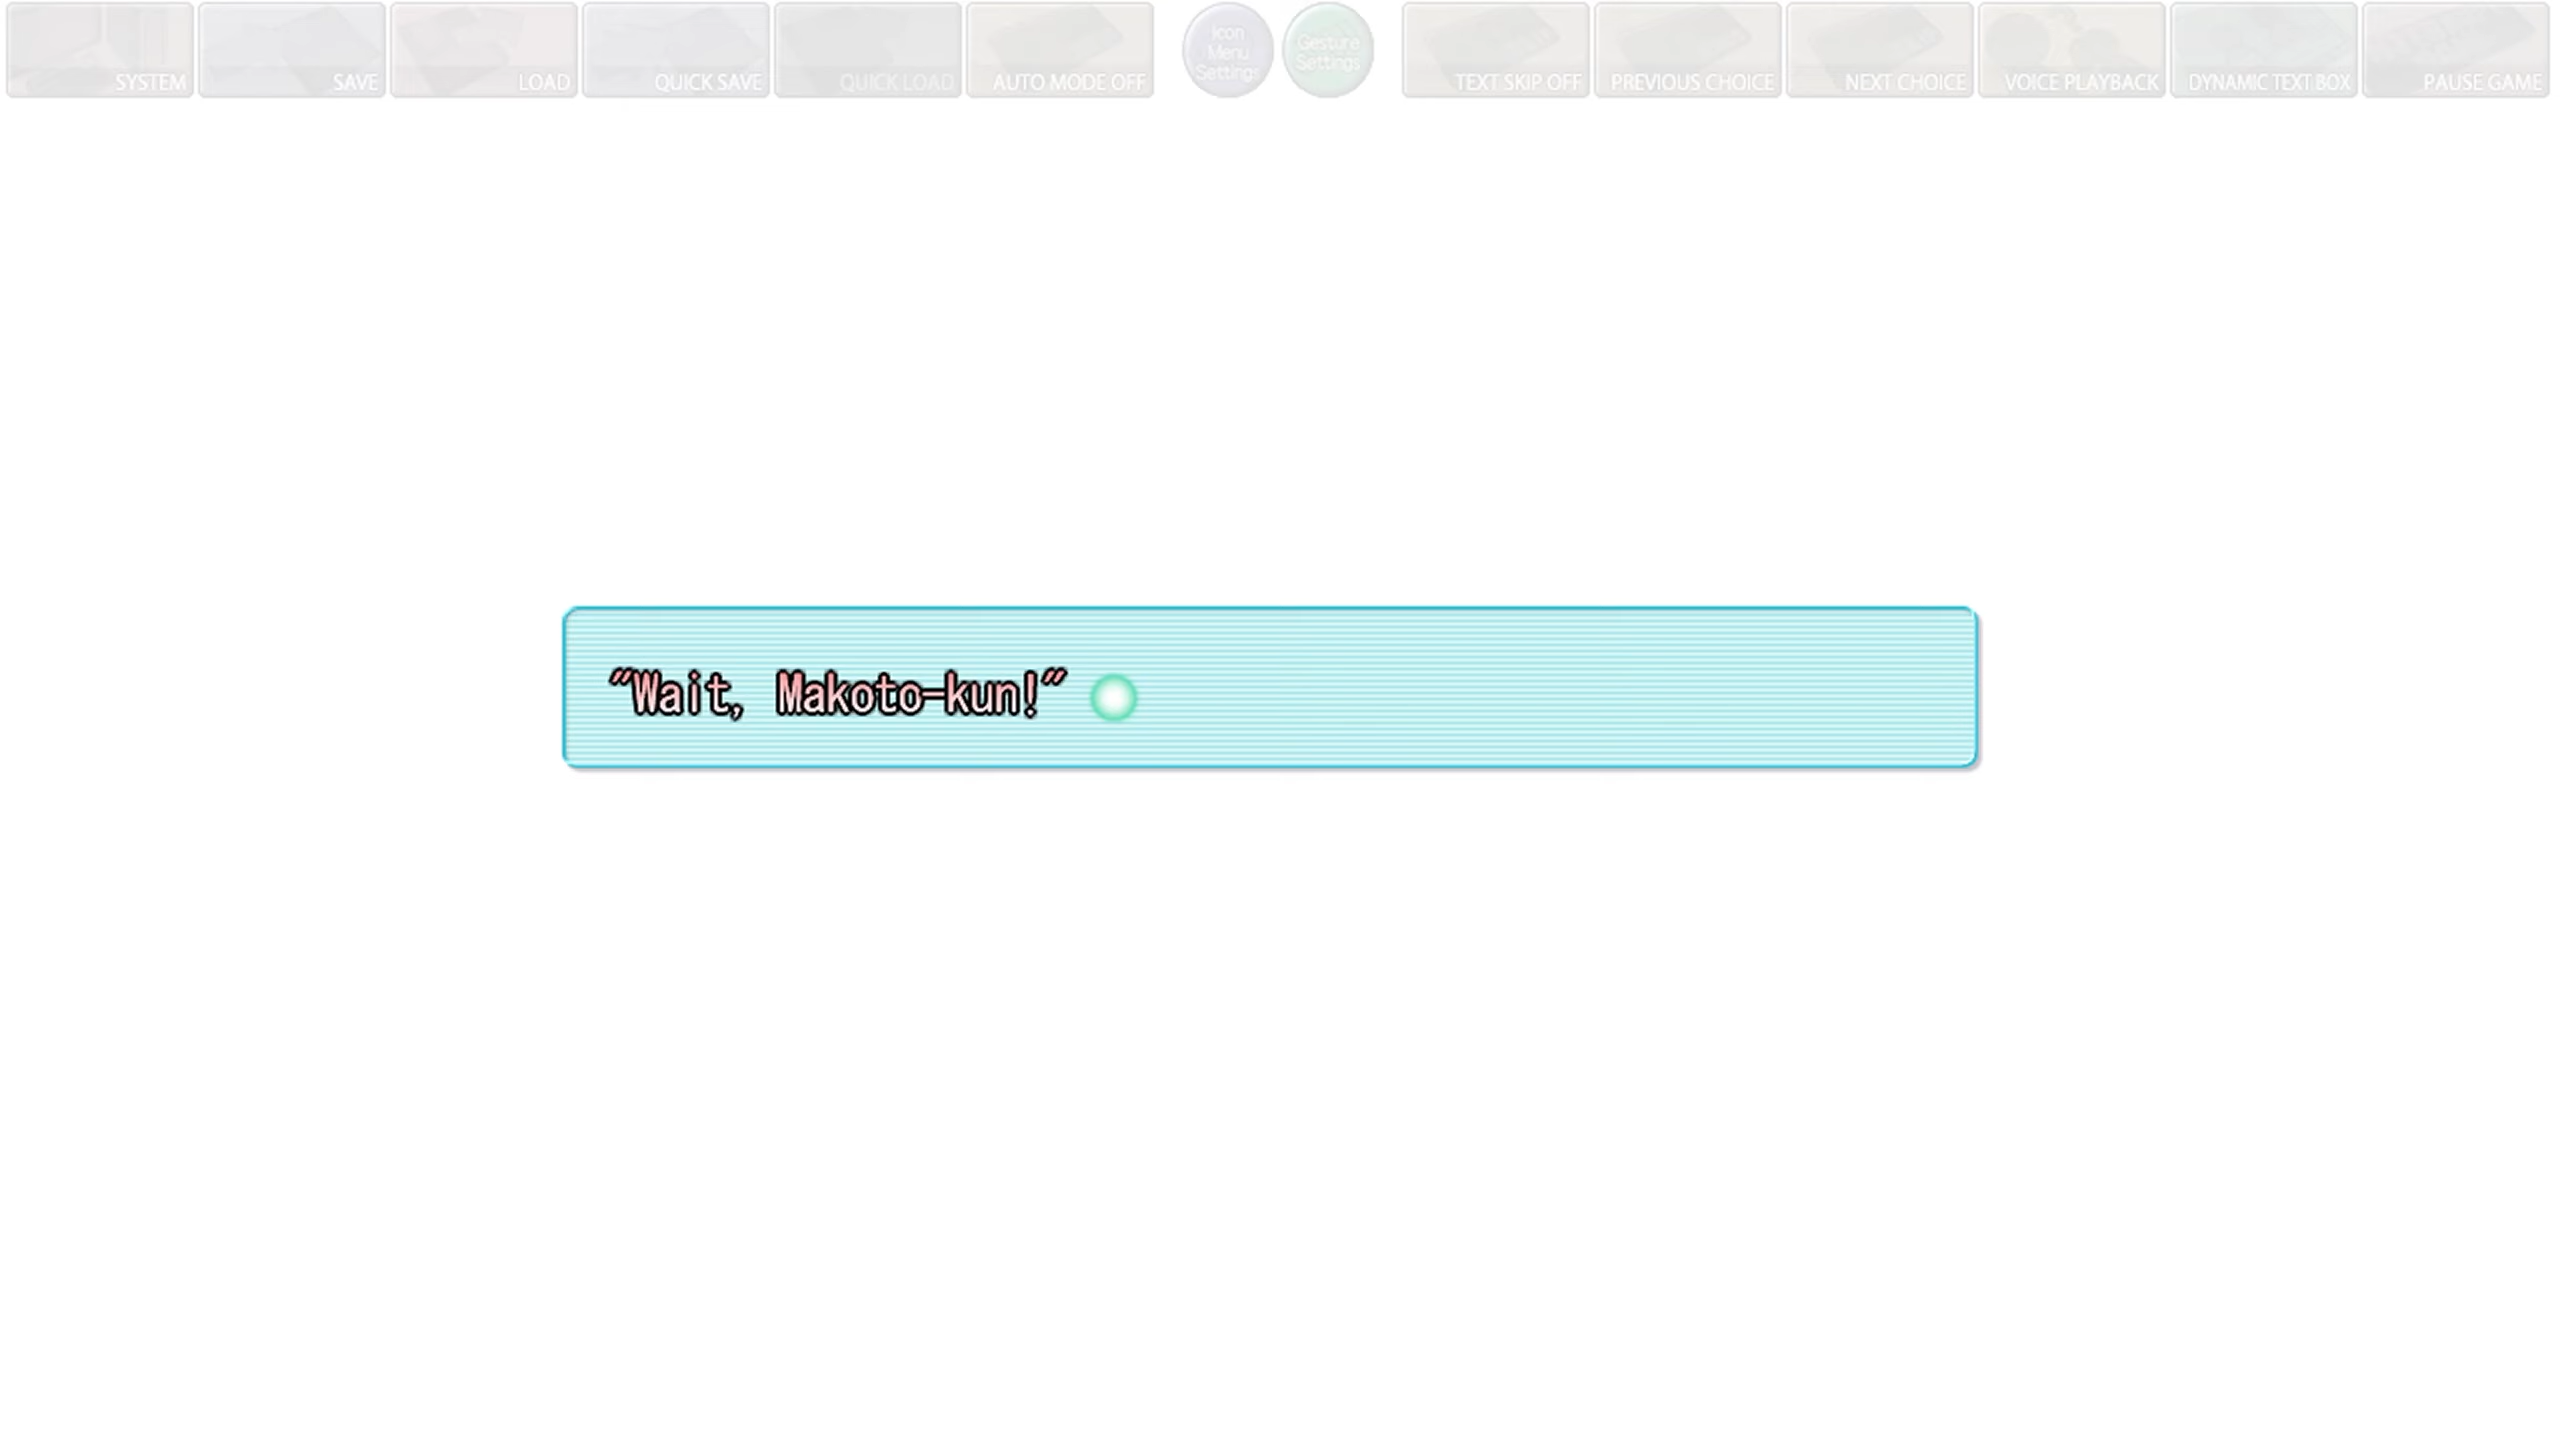 SYSTEM
SAVE
LOAD
QUICK SAVE
QUICK LOAD
AUTO MODE OFF
Icon
Menu
Settings
Gesture
Settings
TEXT SKIP OFF
PREVIOUS CHOICE
NEXT CHOICE
VOICE PLAYBACK
DYNAMIC TEXT BOX
PAUSE GAME
"Wait, Makoto-kun!"